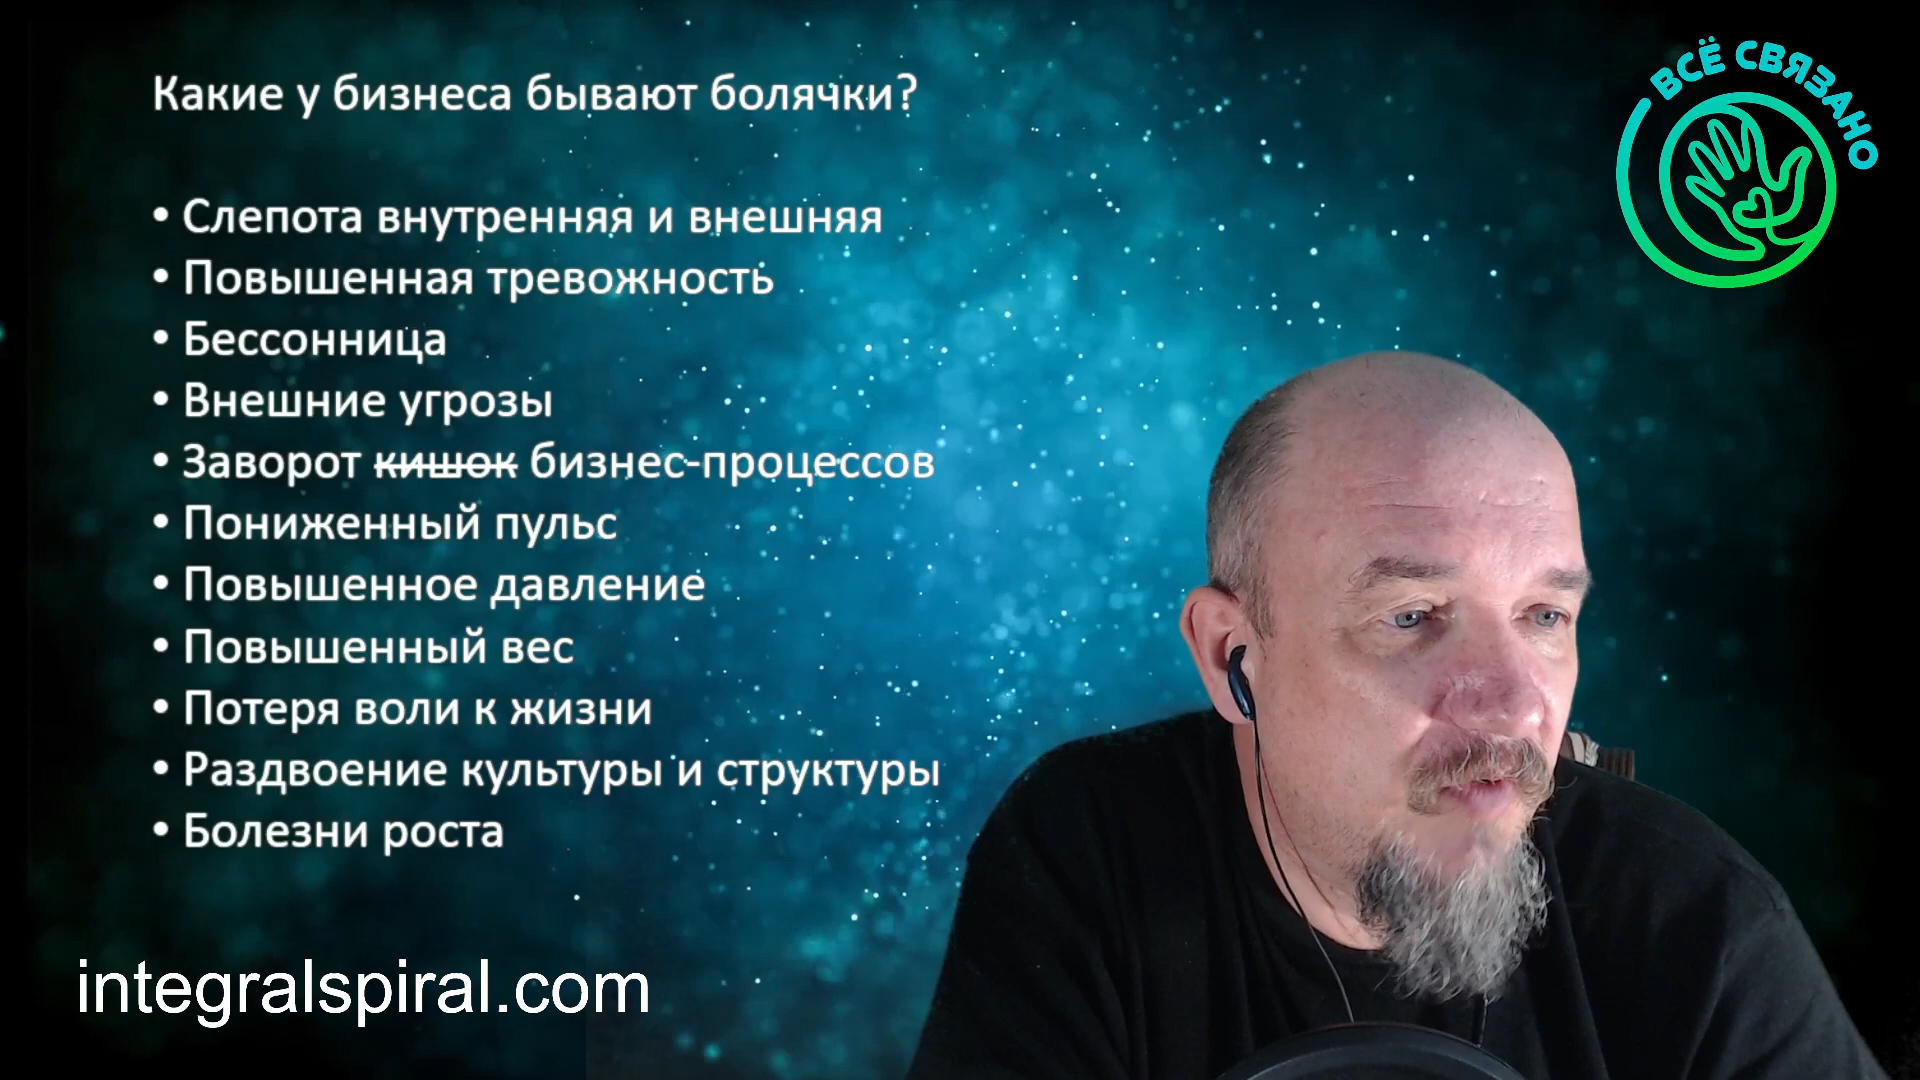 Какие у бизнеса бывают болячки?
• Слепота внутренняя и внешняя
• Повышенная тревожность
• Бессонница
• Внешние угрозы
• Заворот кишок бизнес-процессов
• Пониженный пульс
• Повышенное давление
• Повышенный вес
• Потеря воли к жизни
• Раздвоение культуры и структуры
• Болезни роста
integralspiral.com
ВСЁ СВЯЗАНО